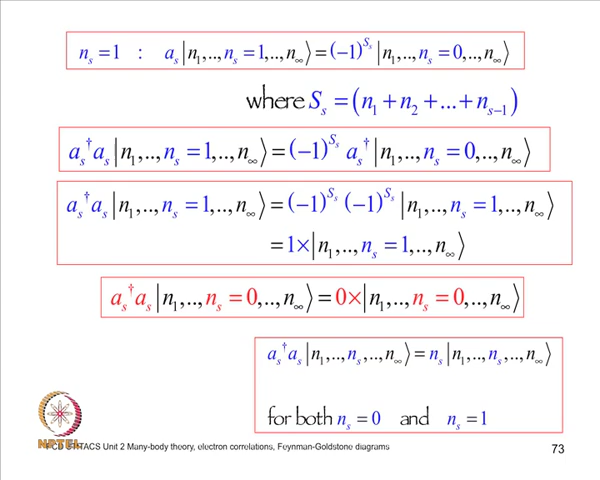 n_s = 1 : a_s |n_1,..,n_s = 1,..,n_∞⟩ = (−1)^{S_s} |n_1,..,n_s = 0,..,n_∞⟩
where S_s = (n_1 + n_2 + ... + n_{s−1})
a_s^† a_s |n_1,..,n_s = 1,..,n_∞⟩ = (−1)^{S_s} a_s^† |n_1,..,n_s = 0,..,n_∞⟩
a_s^† a_s |n_1,..,n_s = 1,..,n_∞⟩ = (−1)^{S_s} (−1)^{S_s} |n_1,..,n_s = 1,..,n_∞⟩
= 1× |n_1,..,n_s = 1,..,n_∞⟩
a_s^† a_s |n_1,..,n_s = 0,..,n_∞⟩ = 0× |n_1,..,n_s = 0,..,n_∞⟩
a_s^† a_s |n_1,..,n_s,..,n_∞⟩ = n_s |n_1,..,n_s,..,n_∞⟩
for both n_s = 0 and n_s = 1
NPTEL
PCD STiTACS Unit 2 Many-body theory, electron correlations, Feynman-Goldstone diagrams
73